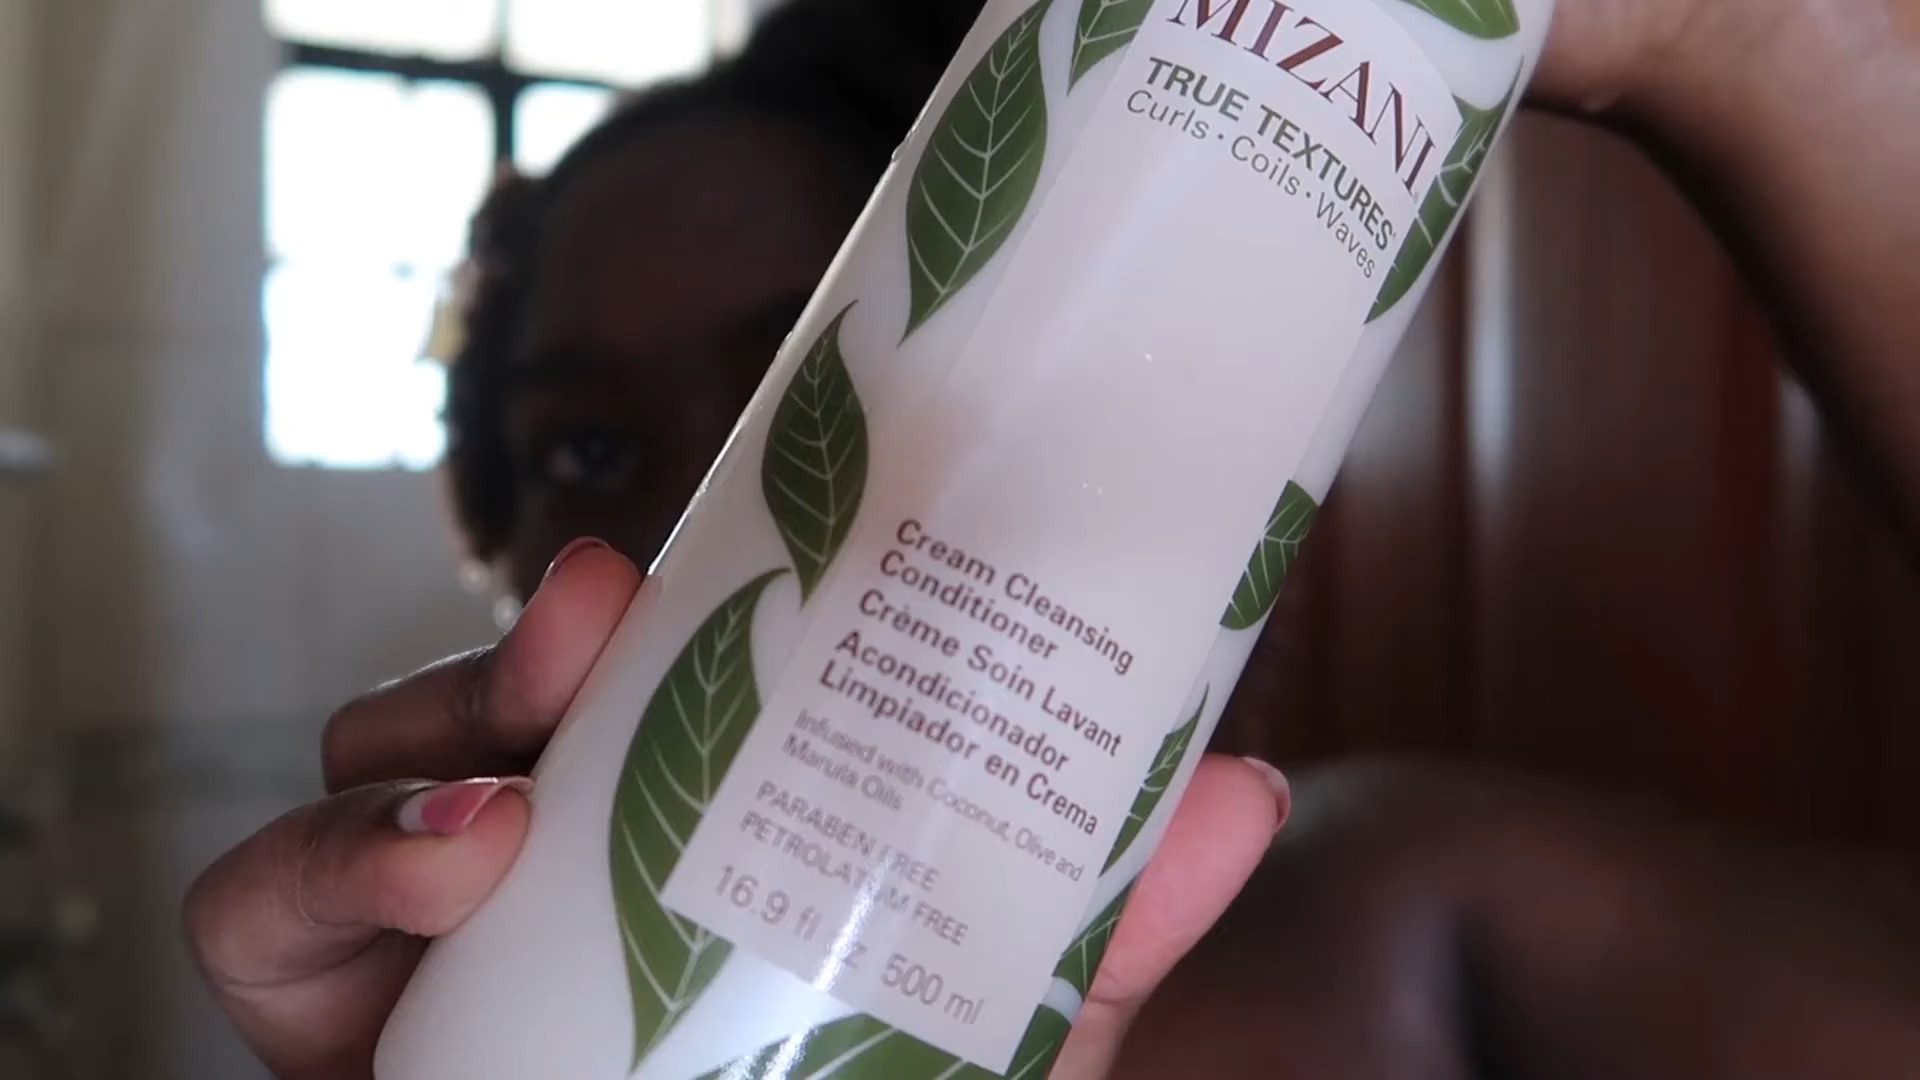 MIZANI
TRUE TEXTURES
Curls · Coils · Waves
Cream Cleansing
Conditioner
Crème Soin Lavant
Acondicionador
Limpiador en Crema
Infused with Coconut, Olive and
Marula Oils
PARABEN FREE
PETROLATUM FREE
16.9 fl oz 500 ml